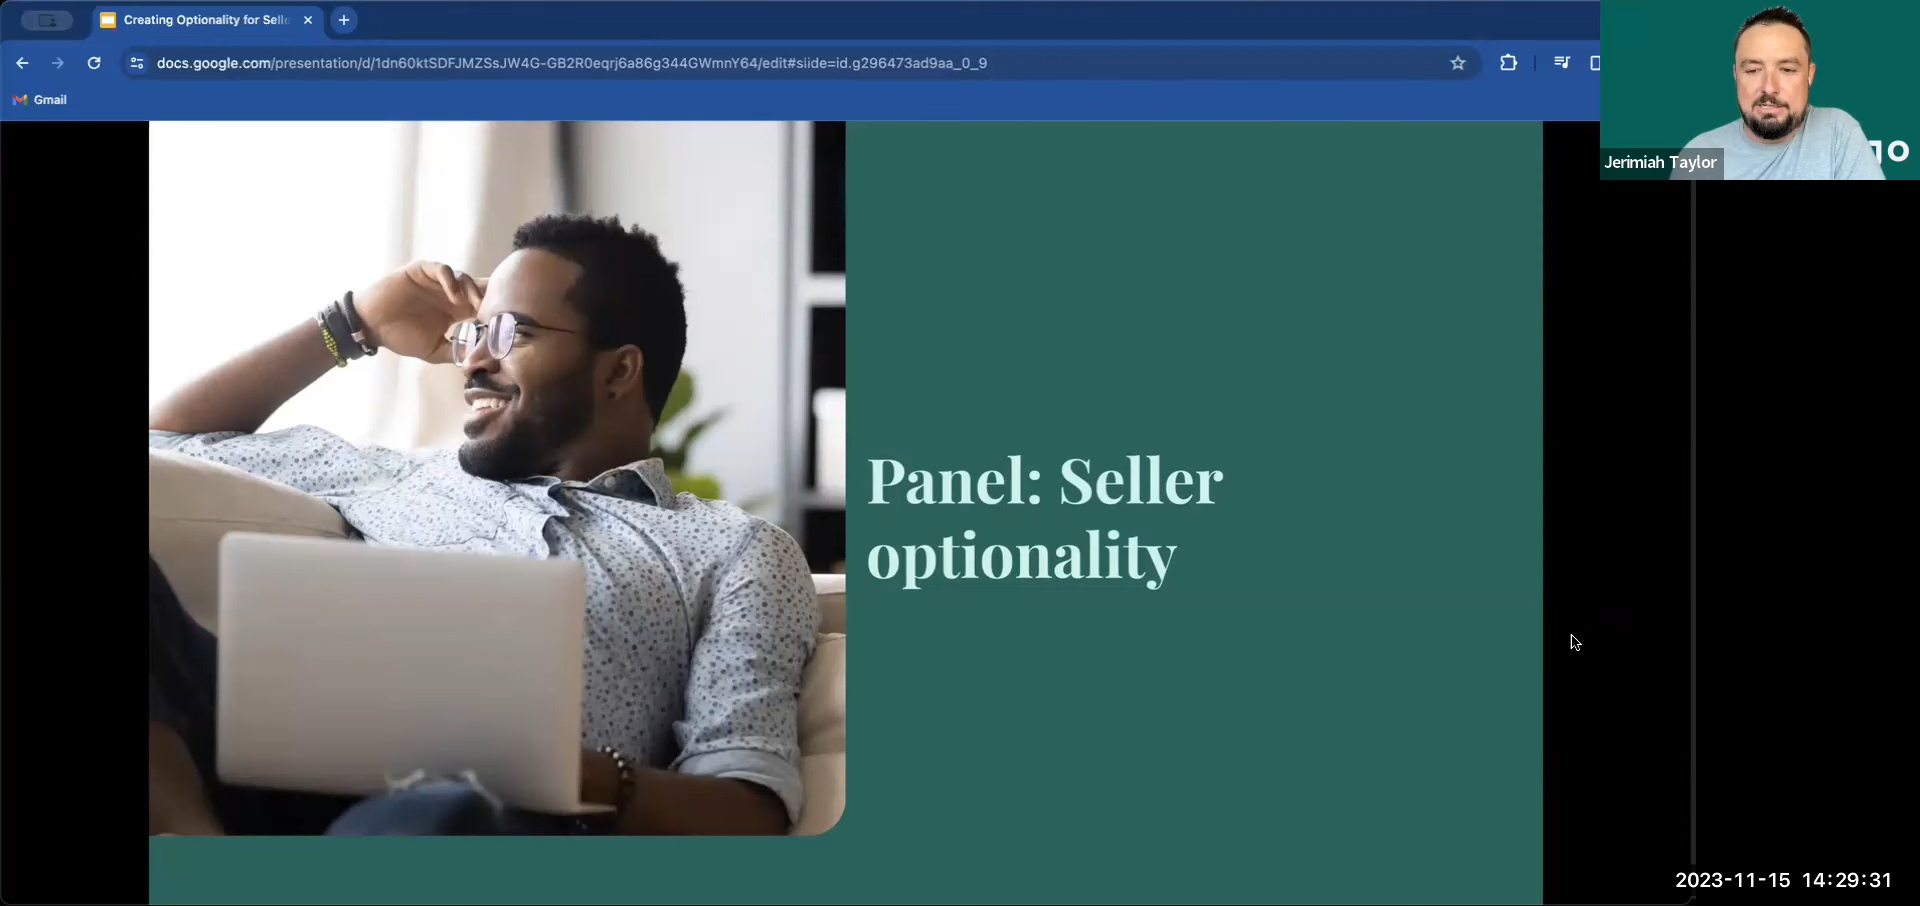 Creating Optionality for Selle
docs.google.com/presentation/d/1dn60ktSDFJMZSsJW4G-GB2R0eqrj6a86g344GWmnY64/edit#slide=id.g296473ad9aa_0_9
Gmail
Jerimiah Taylor
Panel: Seller
optionality
2023-11-15 14:29:31